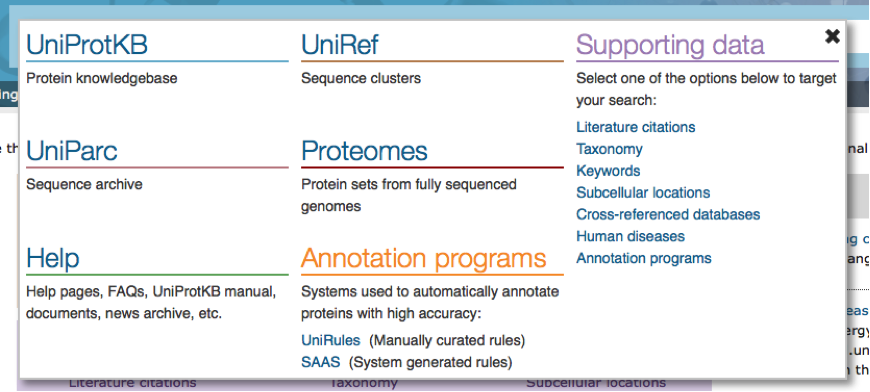 UniProtKB
Protein knowledgebase
UniRef
Sequence clusters
Supporting data
Select one of the options below to target
your search:
Literature citations
Taxonomy
Keywords
Subcellular locations
Cross-referenced databases
Human diseases
Annotation programs
UniParc
Sequence archive
Proteomes
Protein sets from fully sequenced
genomes
Help
Help pages, FAQs, UniProtKB manual,
documents, news archive, etc.
Annotation programs
Systems used to automatically annotate
proteins with high accuracy:
UniRules (Manually curated rules)
SAAS (System generated rules)
Literature citations Taxonomy Subcellular locations